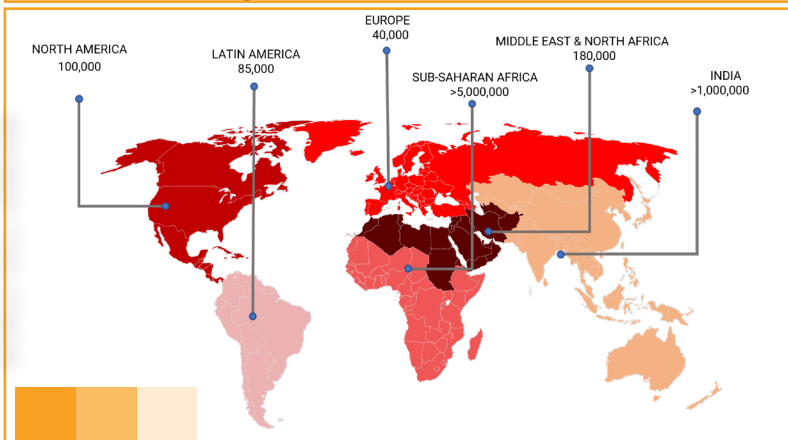 NORTH AMERICA
100,000
LATIN AMERICA
85,000
EUROPE
40,000
SUB-SAHARAN AFRICA
>5,000,000
MIDDLE EAST & NORTH AFRICA
180,000
INDIA
>1,000,000